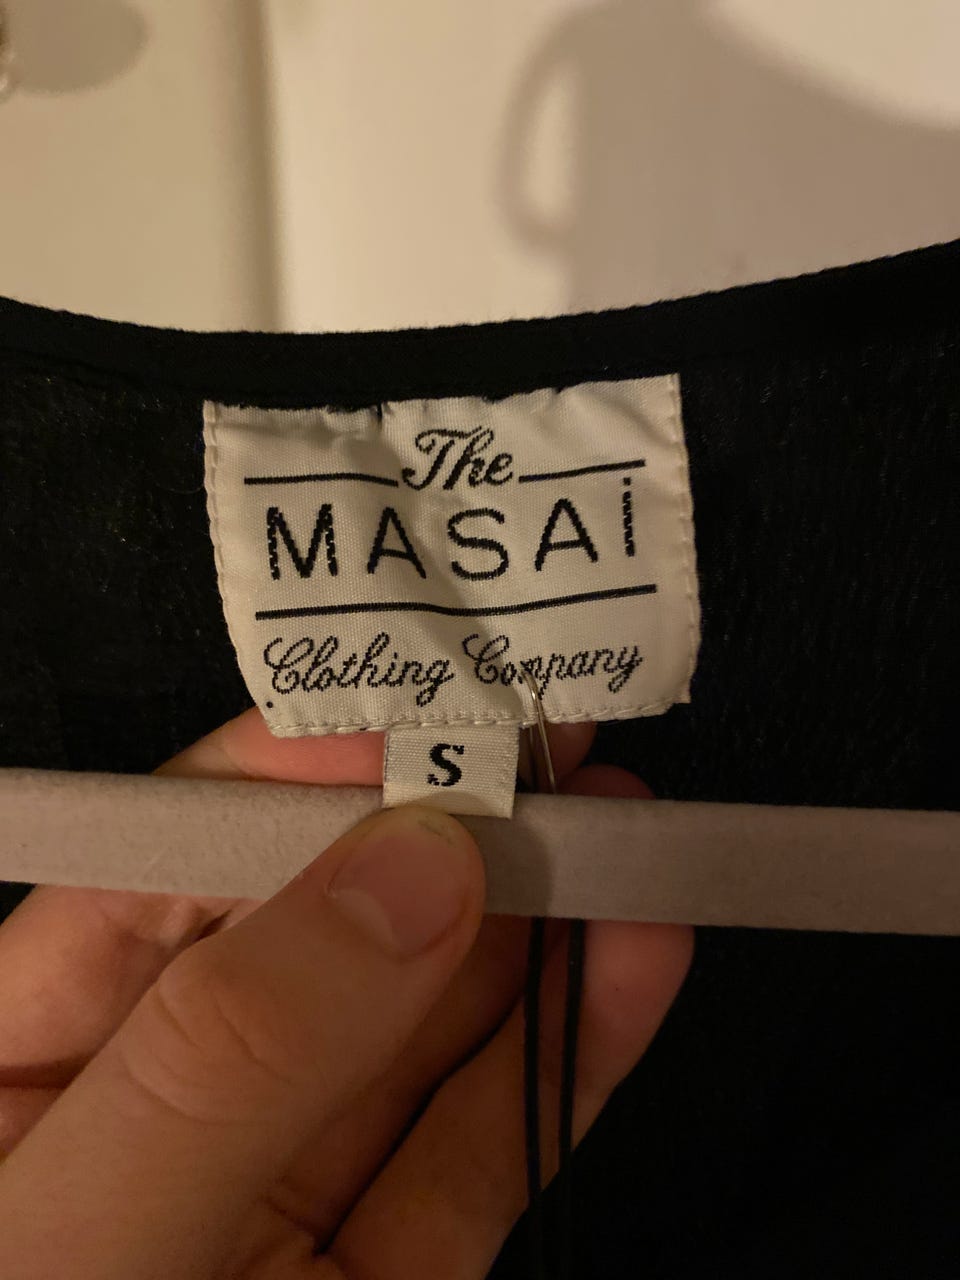 The
MASAI
Clothing Company
S